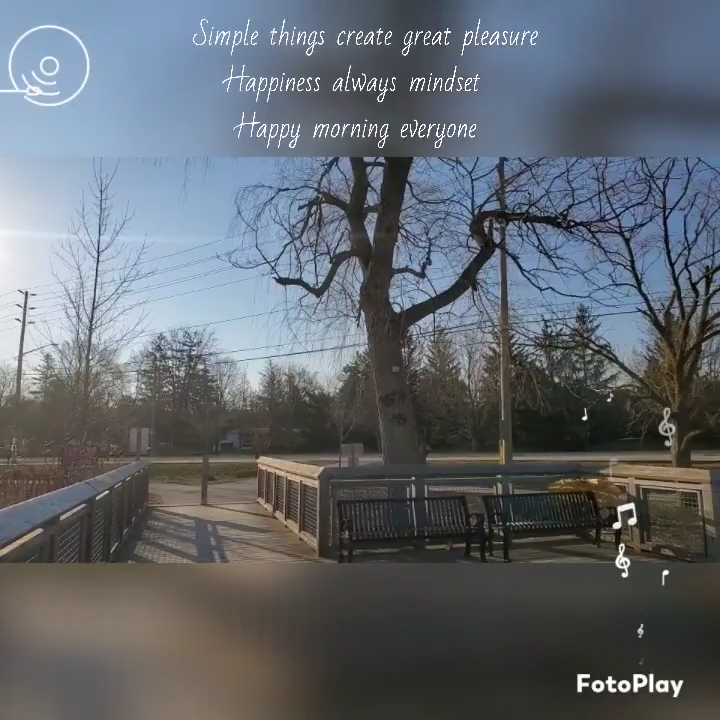 Simple things create great pleasure
Happiness always mindset
Happy morning everyone
FotoPlay